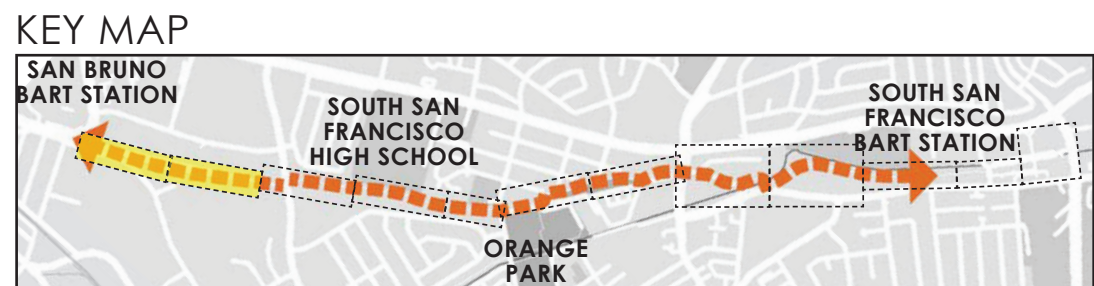 KEY MAP
SAN BRUNO
BART STATION
SOUTH SAN
FRANCISCO
HIGH SCHOOL
SOUTH SAN
FRANCISCO
BART STATION
ORANGE
PARK